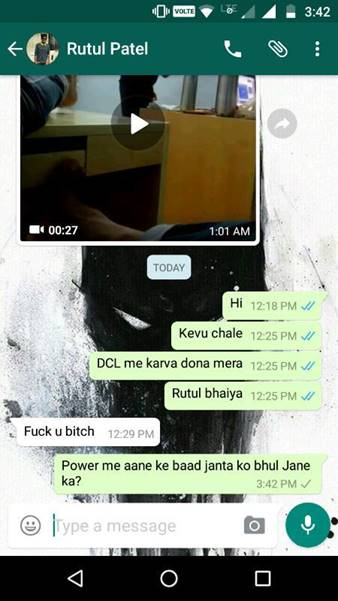 VOLTE LTE 3:42
Rutul Patel
00:27 1:01 AM
TODAY
Hi 12:18 PM
Kevu chale 12:25 PM
DCL me karva dona mera 12:25 PM
Rutul bhaiya 12:25 PM
Fuck u bitch 12:29 PM
Power me aane ke baad janta ko bhul Jane
ka?
3:42 PM
Type a message